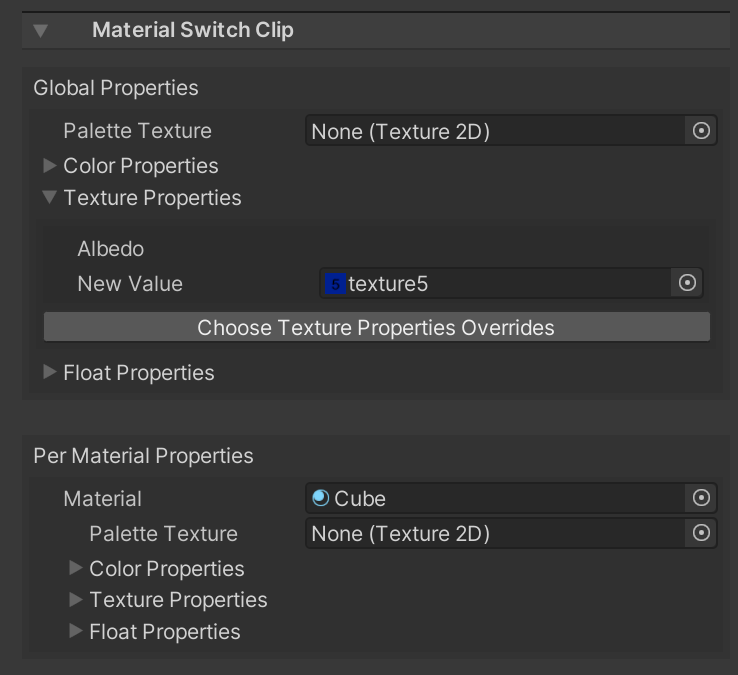 Material Switch Clip
Global Properties
Palette Texture None (Texture 2D)
Color Properties
Texture Properties
Albedo
New Value 5 texture5
Choose Texture Properties Overrides
Float Properties
Per Material Properties
Material Cube
Palette Texture None (Texture 2D)
Color Properties
Texture Properties
Float Properties